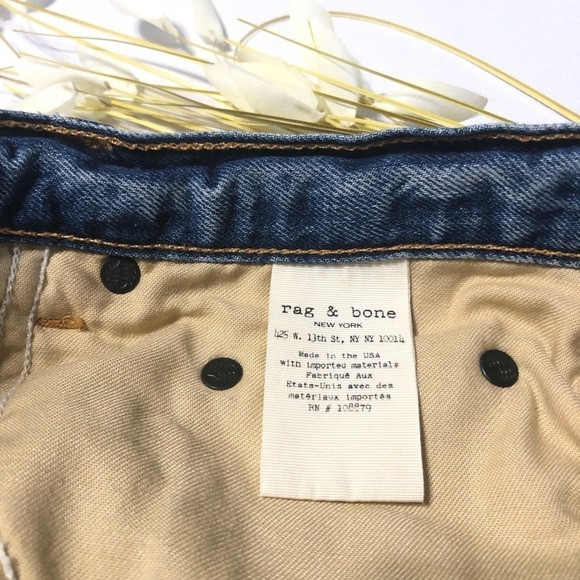 rag & bone
NEW YORK
425 W. 13th St, NY NY 10014
Made in the USA
with imported materials
Fabriqué Aux
Etats-Unis avec des
matériaux importés
RN # 108879